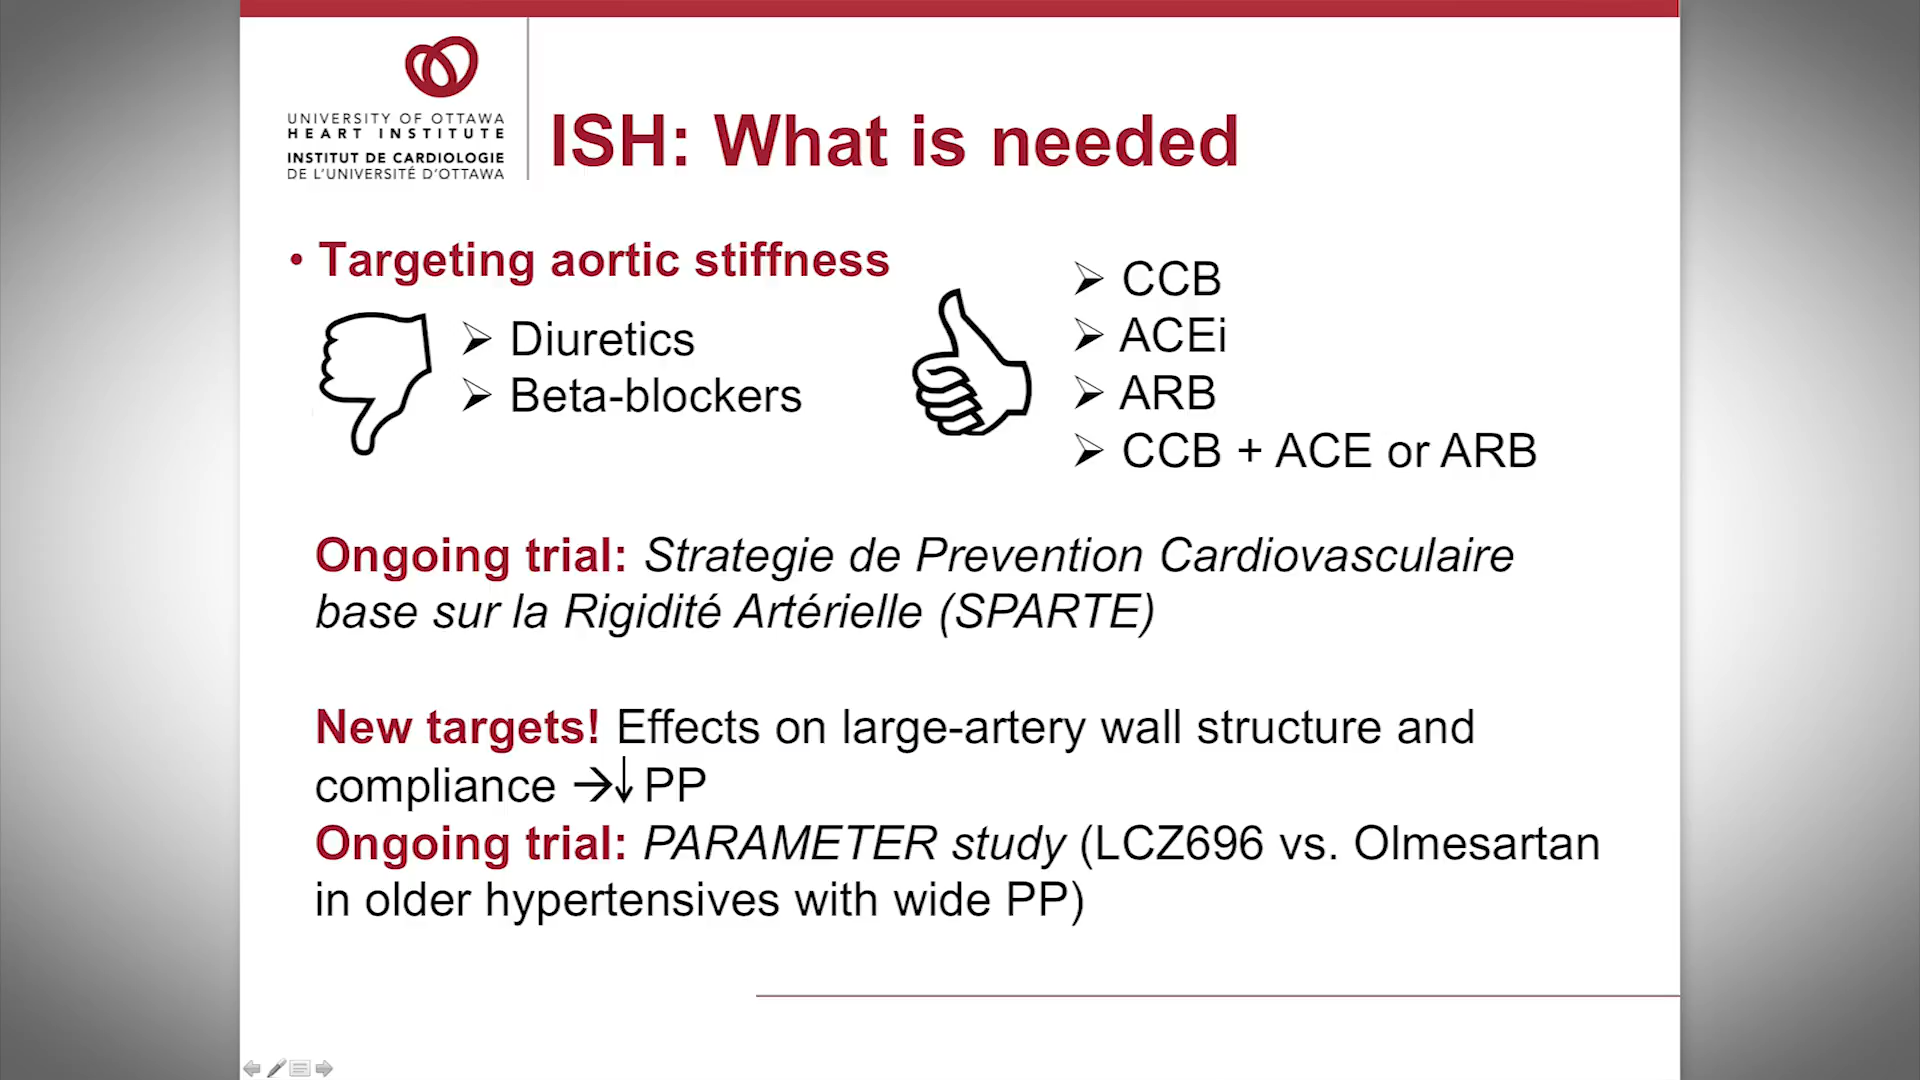 UNIVERSITY OF OTTAWA
HEART INSTITUTE
INSTITUT DE CARDIOLOGIE
DE L'UNIVERSITÉ D'OTTAWA
ISH: What is needed
• Targeting aortic stiffness
➢ Diuretics
➢ Beta-blockers
➢ CCB
➢ ACEi
➢ ARB
➢ CCB + ACE or ARB
Ongoing trial: Strategie de Prevention Cardiovasculaire
base sur la Rigidité Artérielle (SPARTE)
New targets! Effects on large-artery wall structure and
compliance →↓ PP
Ongoing trial: PARAMETER study (LCZ696 vs. Olmesartan
in older hypertensives with wide PP)